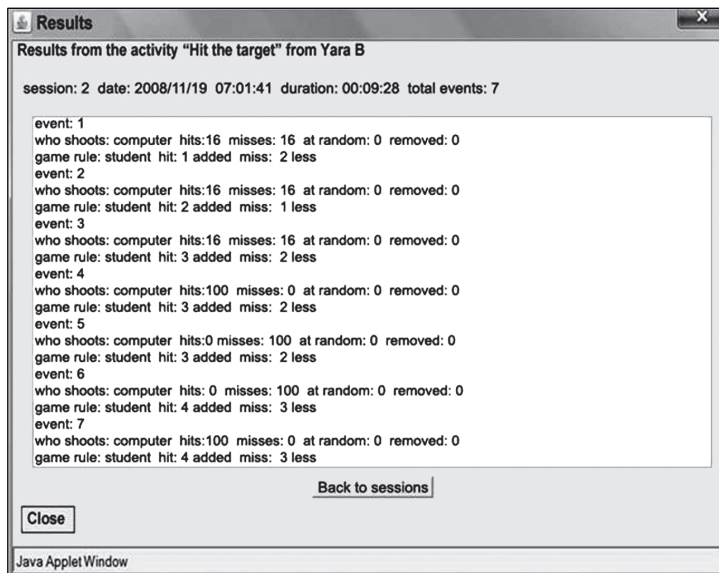 Results
X
Results from the activity “Hit the target” from Yara B
session: 2 date: 2008/11/19 07:01:41 duration: 00:09:28 total events: 7
event: 1
who shoots: computer hits:16 misses: 16 at random: 0 removed: 0
game rule: student hit: 1 added miss: 2 less
event: 2
who shoots: computer hits:16 misses: 16 at random: 0 removed: 0
game rule: student hit: 2 added miss: 1 less
event: 3
who shoots: computer hits:16 misses: 16 at random: 0 removed: 0
game rule: student hit: 3 added miss: 2 less
event: 4
who shoots: computer hits:100 misses: 0 at random: 0 removed: 0
game rule: student hit: 3 added miss: 2 less
event: 5
who shoots: computer hits:0 misses: 100 at random: 0 removed: 0
game rule: student hit: 3 added miss: 2 less
event: 6
who shoots: computer hits: 0 misses: 100 at random: 0 removed: 0
game rule: student hit: 4 added miss: 3 less
event: 7
who shoots: computer hits:100 misses: 0 at random: 0 removed: 0
game rule: student hit: 4 added miss: 3 less
Back to sessions
Close
Java Applet Window